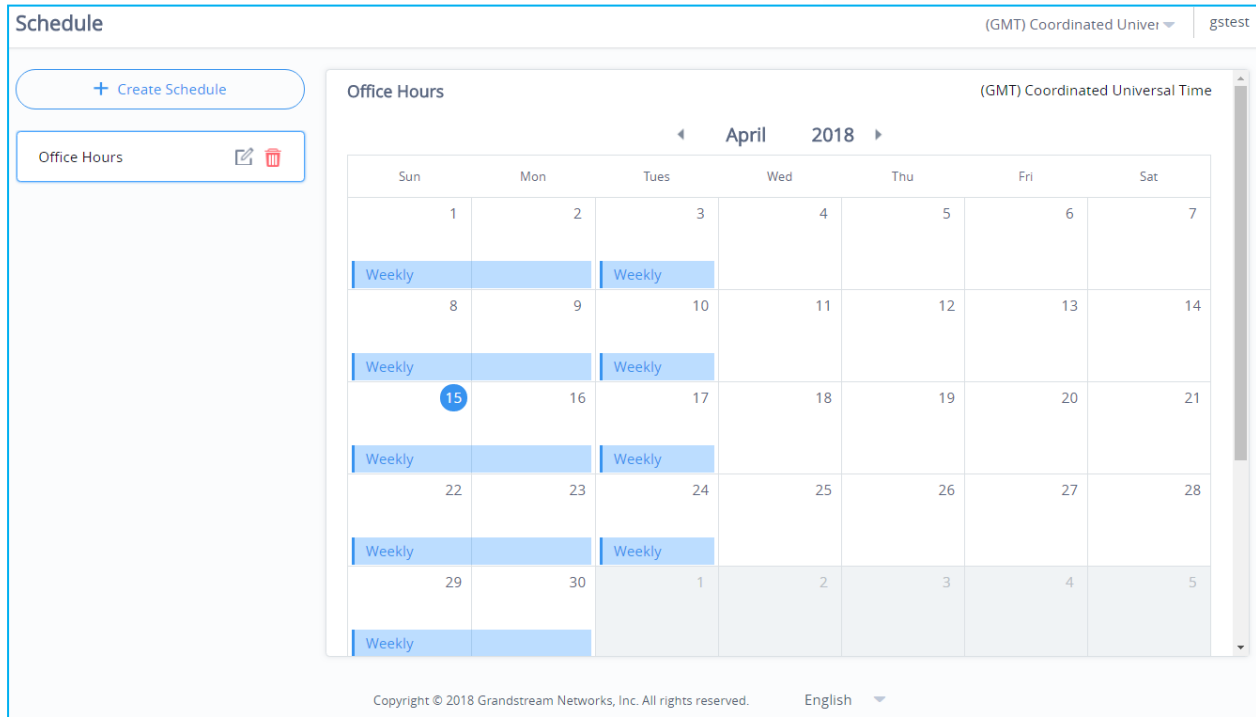 Schedule
(GMT) Coordinated Univer
gstest
+ Create Schedule
Office Hours
Office Hours
(GMT) Coordinated Universal Time
April 2018
Sun Mon Tues Wed Thu Fri Sat
1 2 3 4 5 6 7
Weekly Weekly
8 9 10 11 12 13 14
Weekly Weekly
15 16 17 18 19 20 21
Weekly Weekly
22 23 24 25 26 27 28
Weekly Weekly
29 30 1 2 3 4 5
Weekly
Copyright © 2018 Grandstream Networks, Inc. All rights reserved.
English